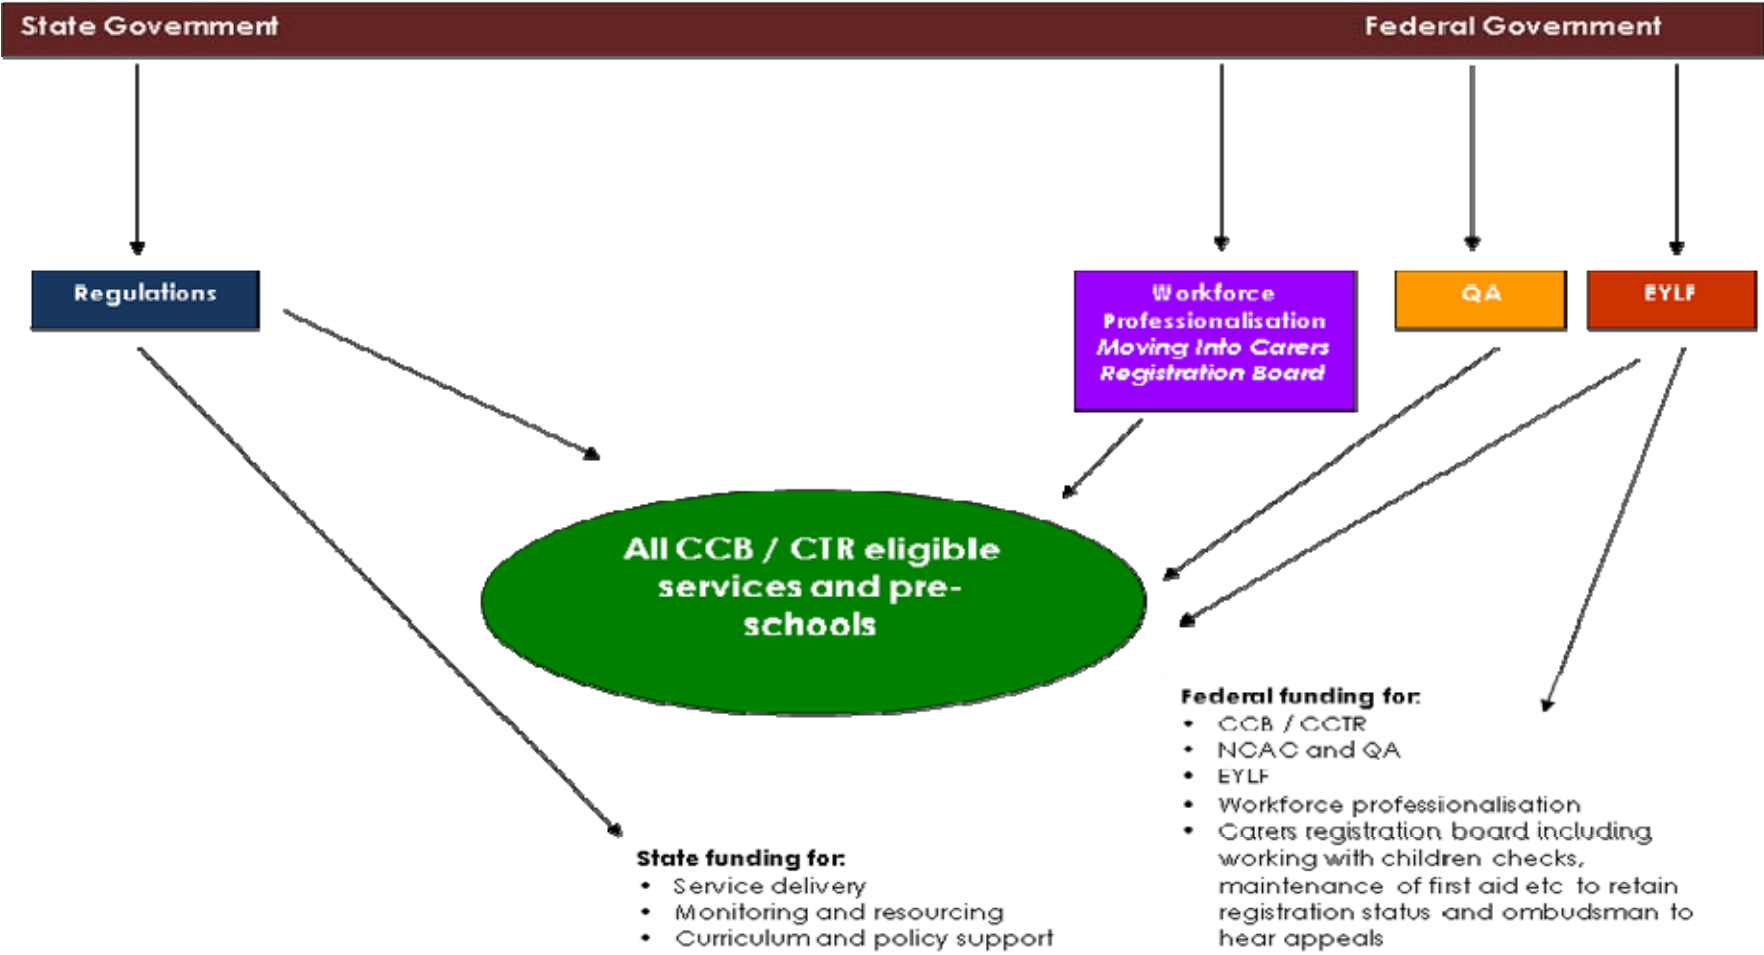 State Government
Federal Government
Regulations
Workforce
Professionalisation
Moving Into Carers
Registration Board
QA
EYLF
All CCB / CTR eligible
services and pre-
schools
Federal funding for:
• CCB / CCTR
• NCAC and QA
• EYLF
• Workforce professionalisation
• Carers registration board including
working with children checks,
maintenance of first aid etc to retain
registration status and ombudsman to
hear appeals
State funding for:
• Service delivery
• Monitoring and resourcing
• Curriculum and policy support